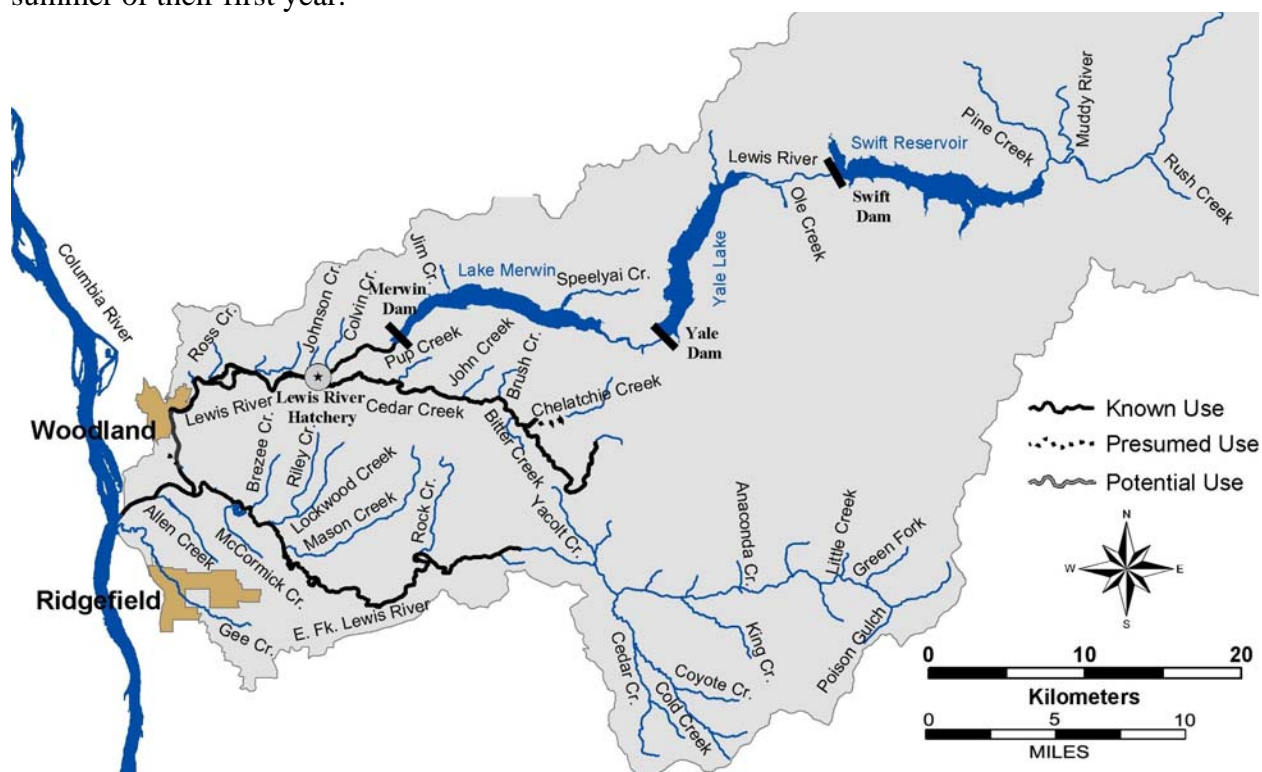 summer of their first year.
Pine Creek
Muddy River
Rush Creek
Swift Reservoir
Lewis River
Swift
Dam
Ole Creek
Yale Lake
Columbia River
Jim Cr.
Lake Merwin
Speelyai Cr.
Merwin
Dam
Yale
Dam
Ross Cr.
Johnson Cr.
Colvin Cr.
Pup Creek
John Creek
Brush Cr.
Chelatchie Creek
Lewis River
Lewis River
Hatchery
Cedar Creek
Bitter Creek
Woodland
Brezee Cr.
Riley Cr.
Lockwood Creek
Mason Creek
Rock Cr.
Yacolt Cr.
Known Use
Presumed Use
Potential Use
Allen Creek
McCormick Cr.
Anaconda Cr.
Little Creek
Green Fork
N
W
E
S
Ridgefield
Gee Cr.
E. Fk. Lewis River
Cedar Cr.
King Cr.
Coyote Cr.
Cold Creek
Poison Gulch
0 10 20
Kilometers
0 5 10
MILES